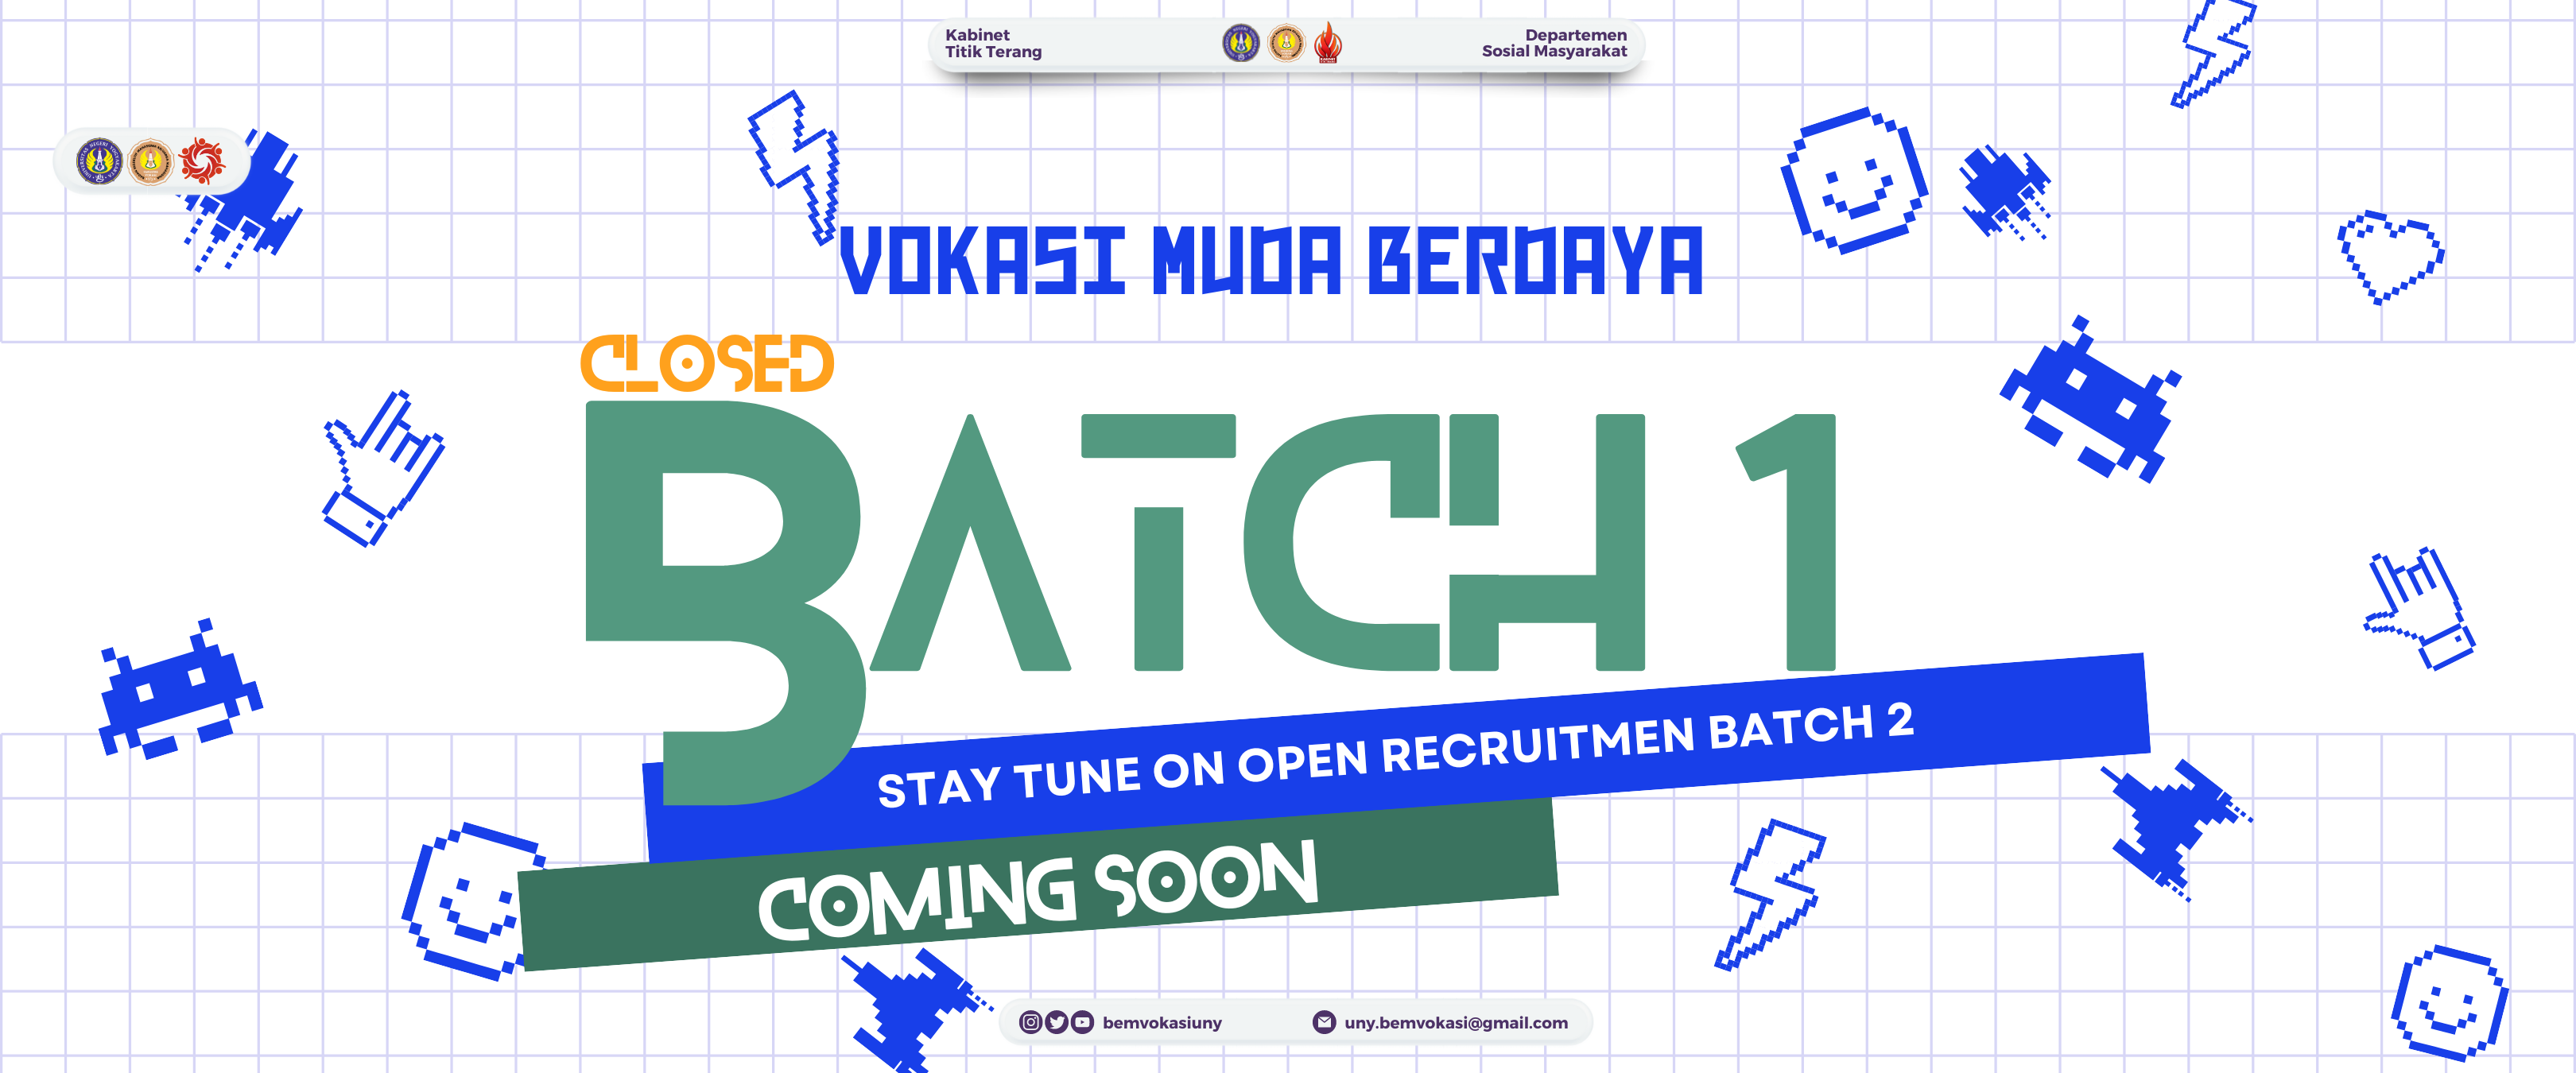 Kabinet
Titik Terang
Departemen
Sosial Masyarakat
VOKASI MUDA BERDAYA
CLOSED
BATCH 1
STAY TUNE ON OPEN RECRUITMEN BATCH 2
COMING SOON
bemvokasiuny
uny.bemvokasi@gmail.com